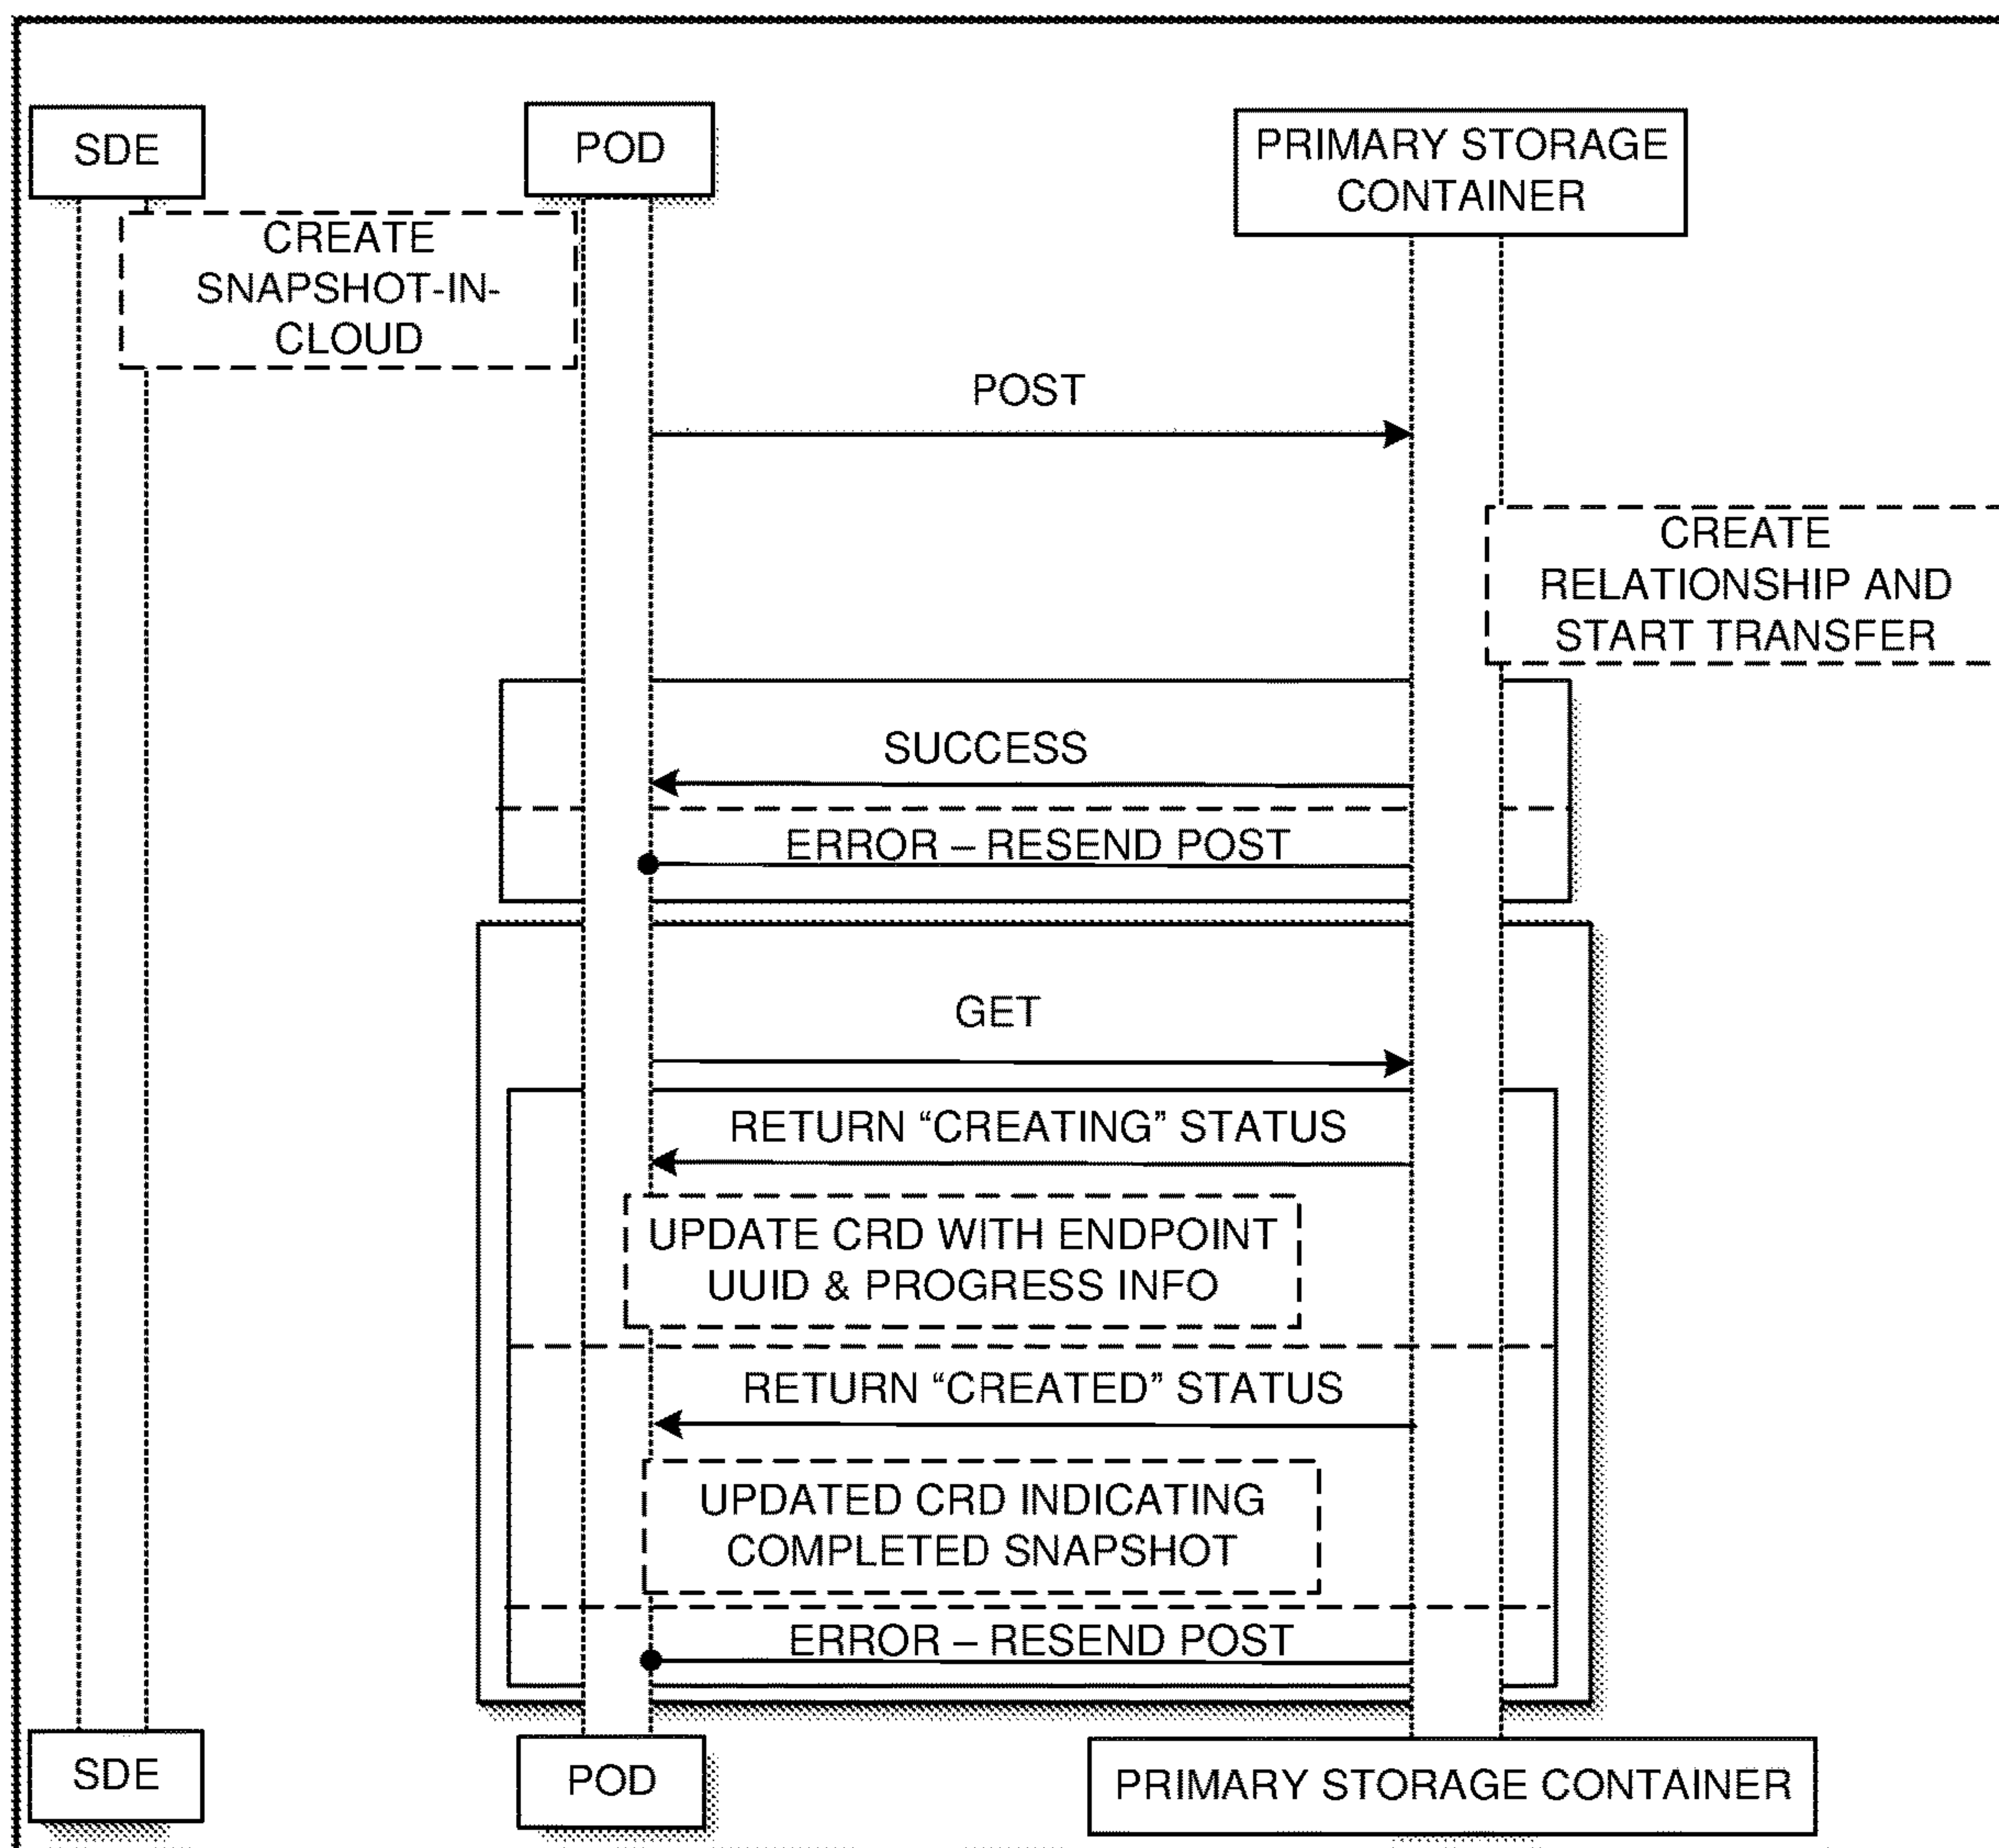 SDE
POD
PRIMARY STORAGE
CONTAINER
CREATE
SNAPSHOT-IN-
CLOUD
POST
CREATE
RELATIONSHIP AND
START TRANSFER
SUCCESS
ERROR – RESEND POST
GET
RETURN “CREATING” STATUS
UPDATE CRD WITH ENDPOINT
UUID & PROGRESS INFO
RETURN “CREATED” STATUS
UPDATED CRD INDICATING
COMPLETED SNAPSHOT
ERROR – RESEND POST
SDE
POD
PRIMARY STORAGE CONTAINER